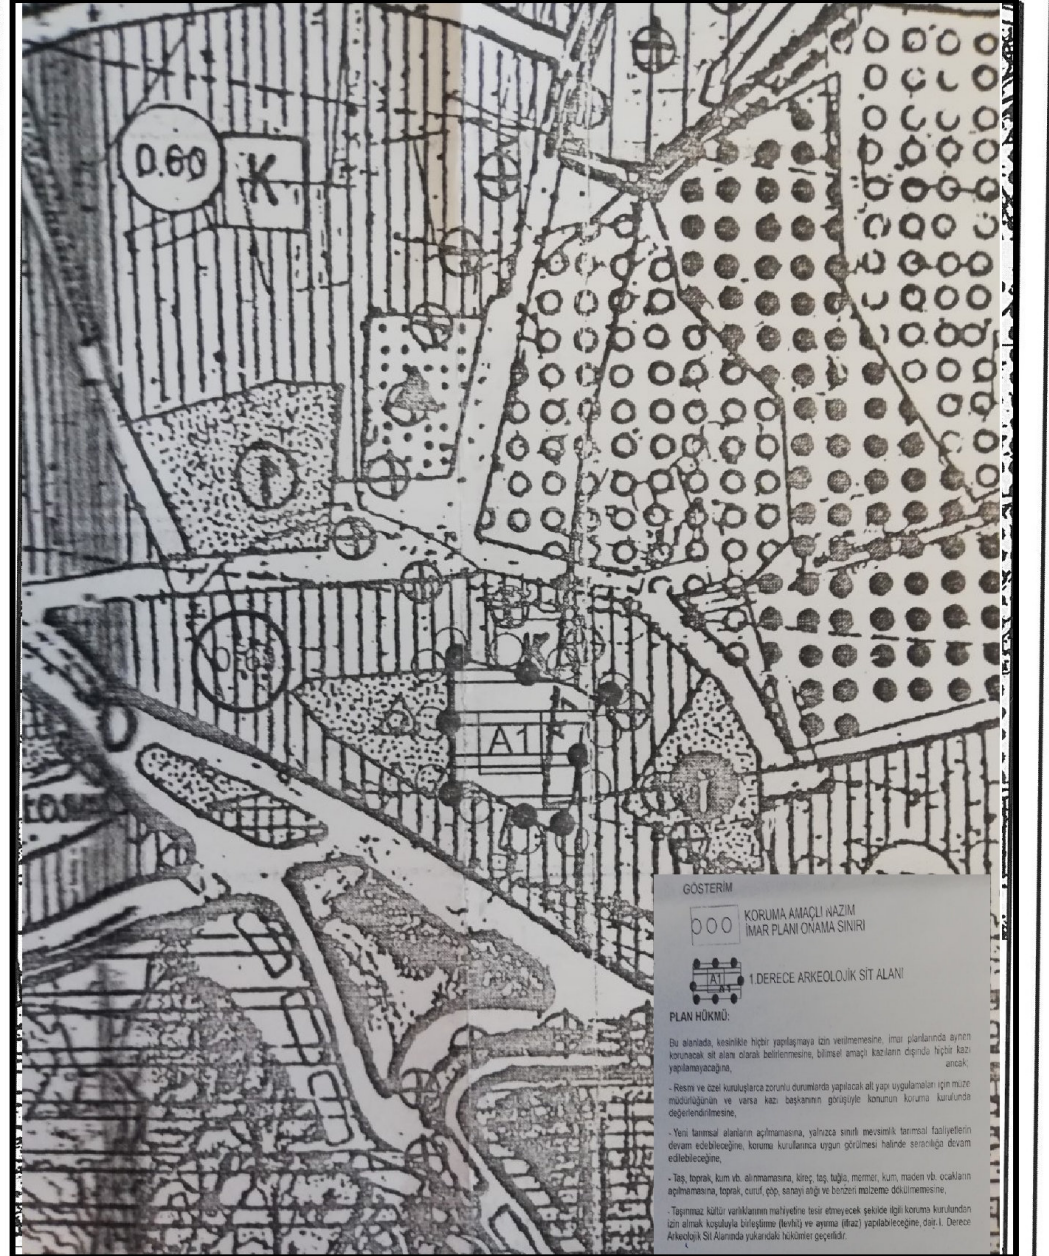 0.60
K
K
A1
GÖSTERİM
KORUMA AMAÇLI NAZIM
İMAR PLANI ONAMA SINIRI
A1
1.DERECE ARKEOLOJİK SİT ALANI
PLAN HÜKMÜ:
Bu alanlada, kesinlikle hiçbir yapılaşmaya izin verilmemesine, imar planlarında aynen
korunacak sit alanı olarak belirlenmesine, bilimsel amaçlı kazıların dışında hiçbir kazı
yapılamayacağına, ancak;
- Resmi ve özel kuruluşlarca zorunlu durumlarda yapılacak alt yapı uygulamaları için müze
müdürlüğünün ve varsa kazı başkanının görüşüyle konunun koruma kurulunda
değerlendirilmesine,
- Yeni tarımsal alanların açılmamasına, yalnızca sınırlı mevsimlik tarımsal faaliyetlerin
devam edebileceğine, koruma kurullarınca uygun görülmesi halinde seracılığa devam
edilebileceğine,
- Taş, toprak, kum vb. alınmamasına, kireç, taş, tuğla, mermer, kum, maden vb. ocakların
açılmamasına, toprak, curuf, çöp, sanayi atığı ve benzeri malzeme dökülmemesine,
- Taşınmaz kültür varlıklarının mahiyetine tesir etmeyecek şekilde ilgili koruma kurulundan
izin almak koşuluyla birleştirme (tevhit) ve ayırma (ifraz) yapılabileceğine, dair, I. Derece
Arkeolojik Sit Alanında yukarıdaki hükümler geçerlidir.